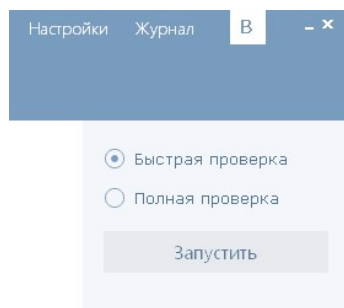 Настройки Журнал В
Быстрая проверка
Полная проверка
Запустить